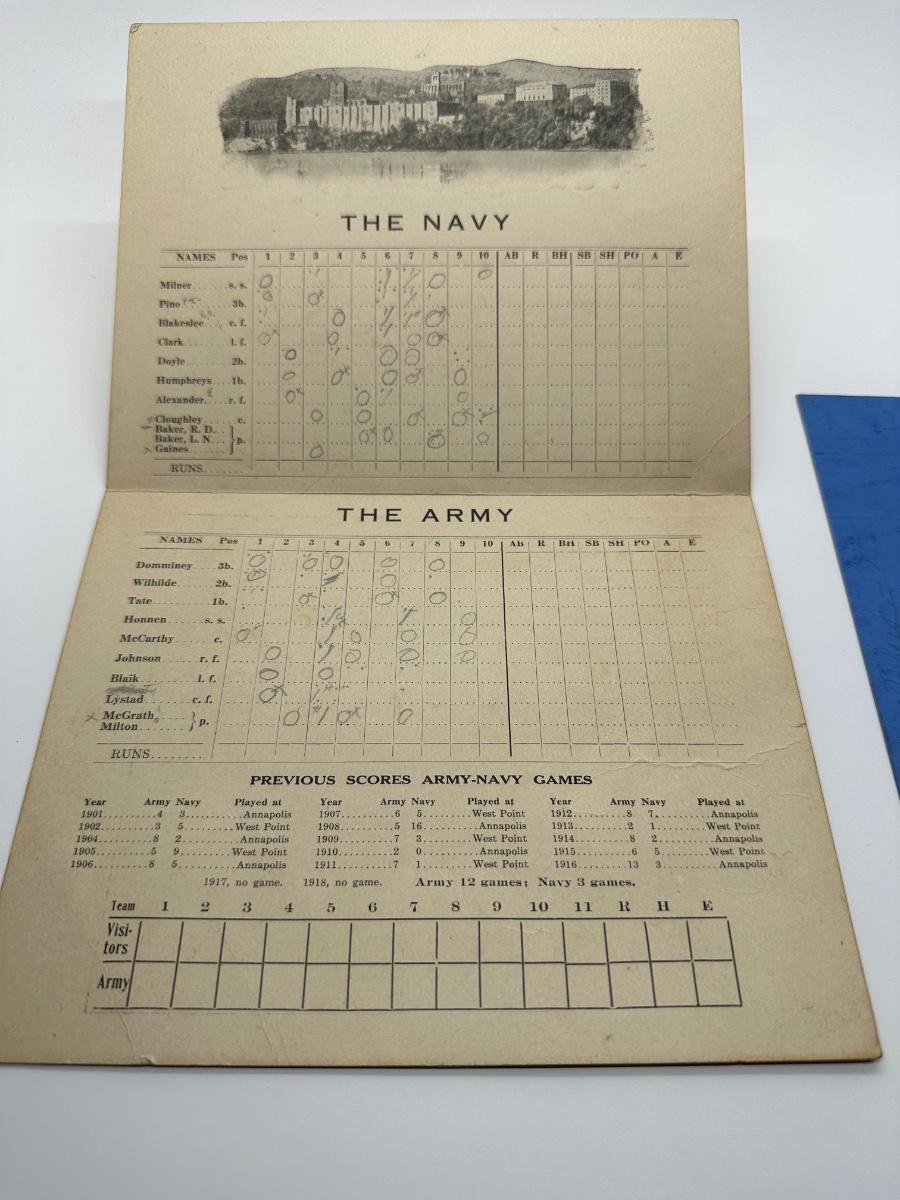 THE NAVY
NAMES Pos 1 2 3 4 5 6 7 8 9 10 AB R BH SB SH PO A E
Milner s. s.
Pino 3b.
Blakeslee c. f.
Clark l. f.
Doyle 2b.
Humphreys 1b.
Alexander r. f.
Cloughley c.
Baker, R. D.
Baker, L. N } p.
Gaines
RUNS
THE ARMY
NAMES Pos 1 2 3 4 5 6 7 8 9 10 AB R BH SB SH PO A E
Domminey 3b.
Wilhilde 2b.
Tate 1b.
Honnen s. s.
McCarthy c.
Johnson r. f.
Blaik l. f.
Lystad c. f.
McGrath } p.
Milton
RUNS
PREVIOUS SCORES ARMY-NAVY GAMES
Year Army Navy Played at Year Army Navy Played at Year Army Navy Played at
1901 4 3 Annapolis 1907 6 5 West Point 1912 8 7 Annapolis
1902 3 5 West Point 1908 5 16 Annapolis 1913 2 1 West Point
1904 8 2 Annapolis 1909 7 3 West Point 1914 8 2 Annapolis
1905 5 9 West Point 1910 2 0 Annapolis 1915 6 5 West Point
1906 8 5 Annapolis 1911 7 1 West Point 1916 13 3 Annapolis
1917, no game. 1918, no game. Army 12 games; Navy 3 games.
Team 1 2 3 4 5 6 7 8 9 10 11 R H E
Visi-
tors
Army